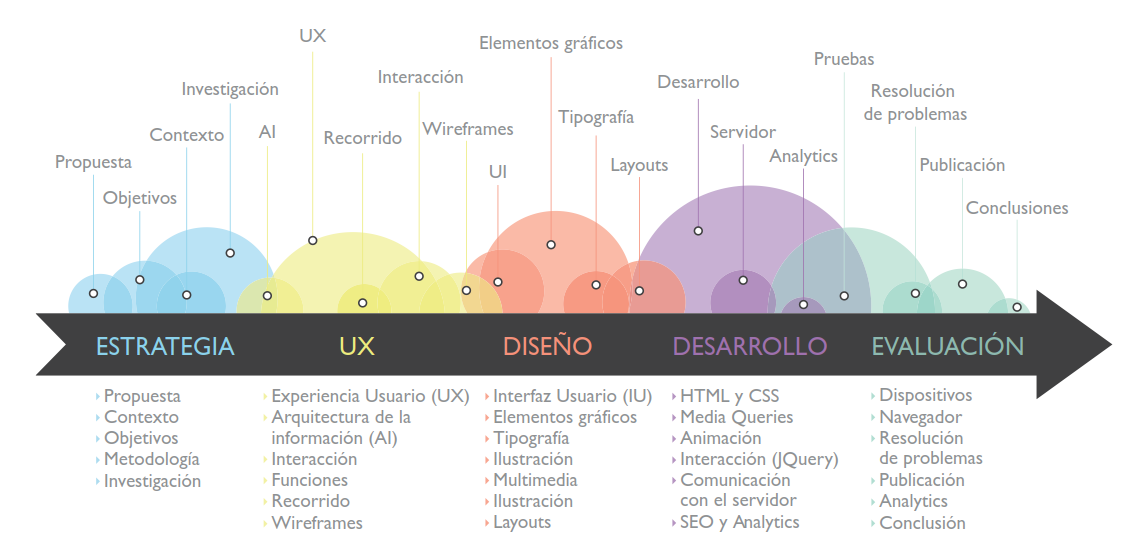 UX
Elementos gráficos
Pruebas
Interacción
Desarrollo
Investigación
Resolución
de problemas
Tipografía
AI
Wireframes
Servidor
Contexto
Recorrido
Analytics
Propuesta
Layouts
Publicación
UI
Objetivos
Conclusiones
ESTRATEGIA
UX
DISEÑO
DESARROLLO
EVALUACIÓN
Propuesta
Contexto
Objetivos
Metodología
Investigación
Experiencia Usuario (UX)
Arquitectura de la
información (AI)
Interacción
Funciones
Recorrido
Wireframes
Interfaz Usuario (IU)
Elementos gráficos
Tipografía
Ilustración
Multimedia
Ilustración
Layouts
HTML y CSS
Media Queries
Animación
Interacción (JQuery)
Comunicación
con el servidor
SEO y Analytics
Dispositivos
Navegador
Resolución
de problemas
Publicación
Analytics
Conclusión